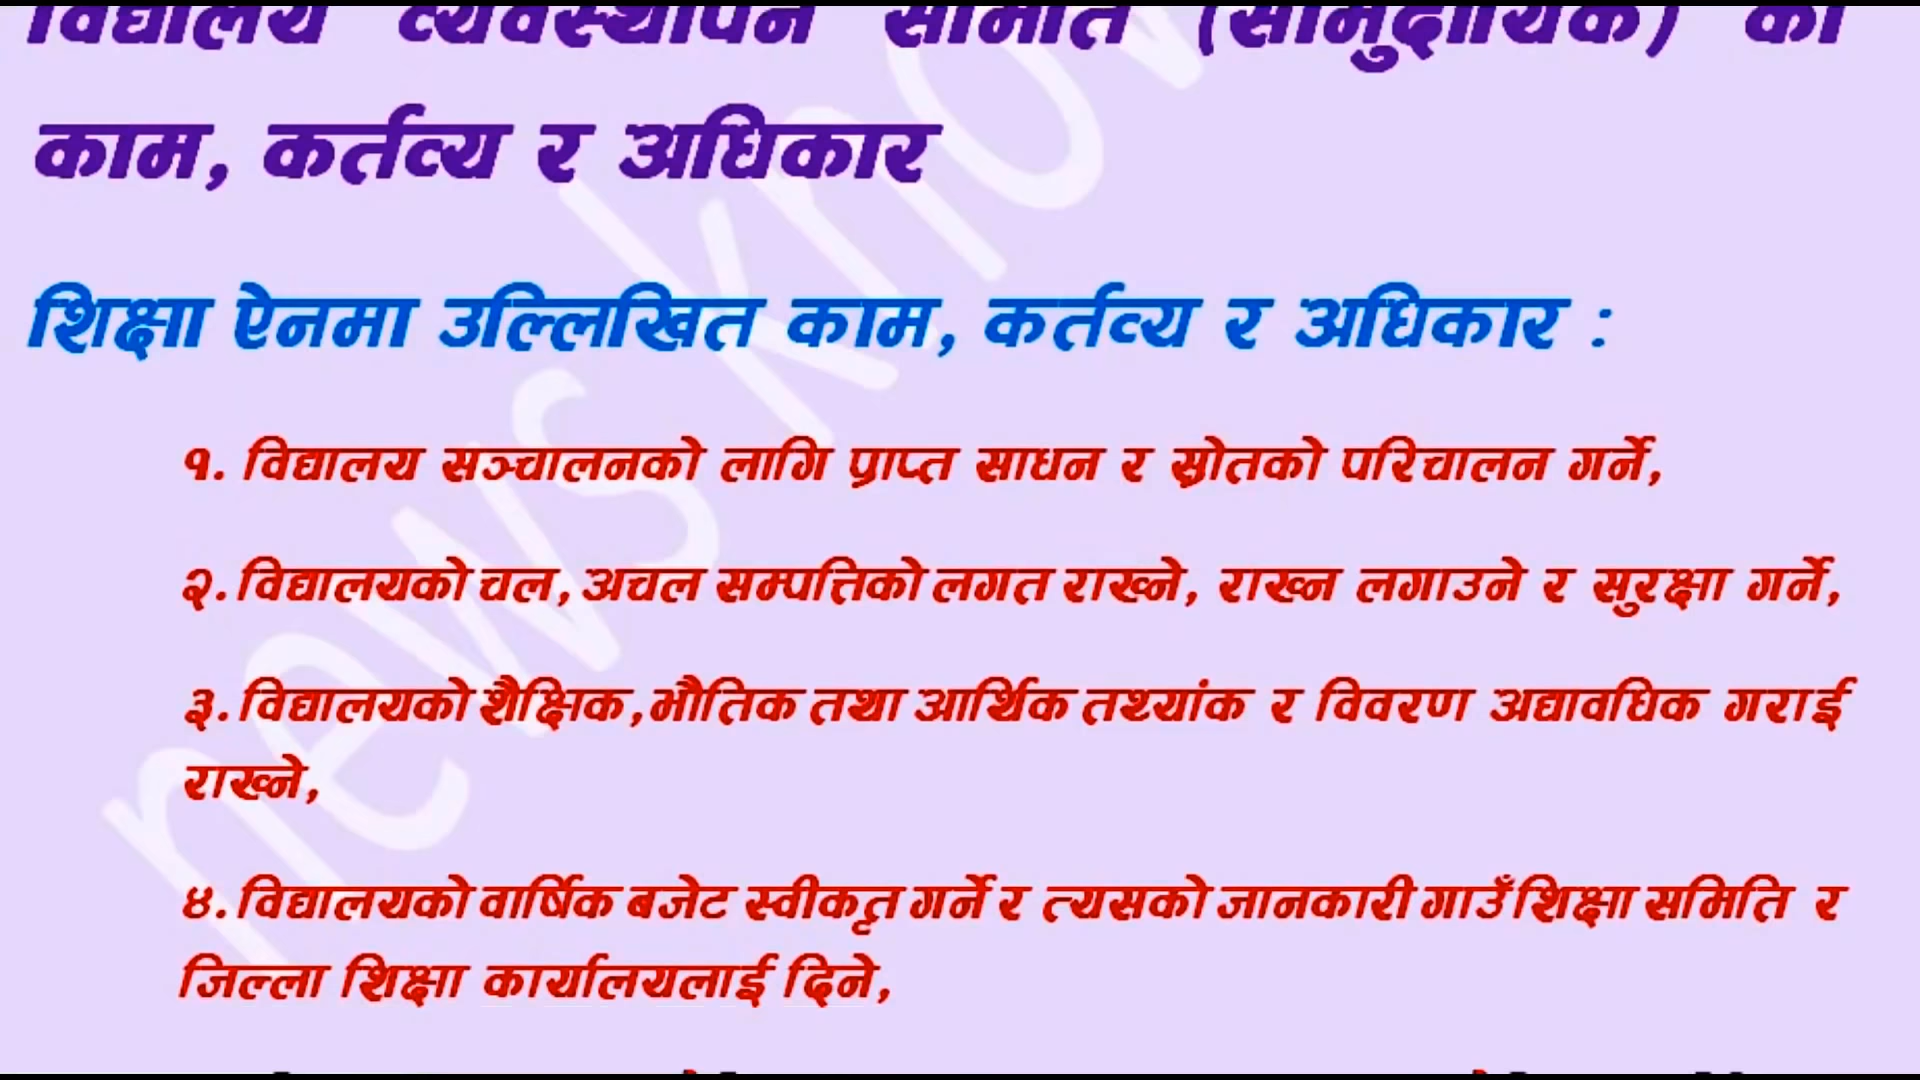 विद्यालय व्यवस्थापन समिति (सामुदायिक) को
काम, कर्तव्य र अधिकार
शिक्षा ऐनमा उल्लिखित काम, कर्तव्य र अधिकार :
१. विद्यालय सञ्चालनको लागि प्राप्त साधन र स्रोतको परिचालन गर्ने,
२. विद्यालयको चल, अचल सम्पत्तिको लगत राख्ने, राख्न लगाउने र सुरक्षा गर्ने,
३. विद्यालयको शैक्षिक, भौतिक तथा आर्थिक तथ्यांक र विवरण अद्यावधिक गराई
राख्ने,
४. विद्यालयको वार्षिक बजेट स्वीकृत गर्ने र त्यसको जानकारी गाउँ शिक्षा समिति र
जिल्ला शिक्षा कार्यालयलाई दिने,
news know